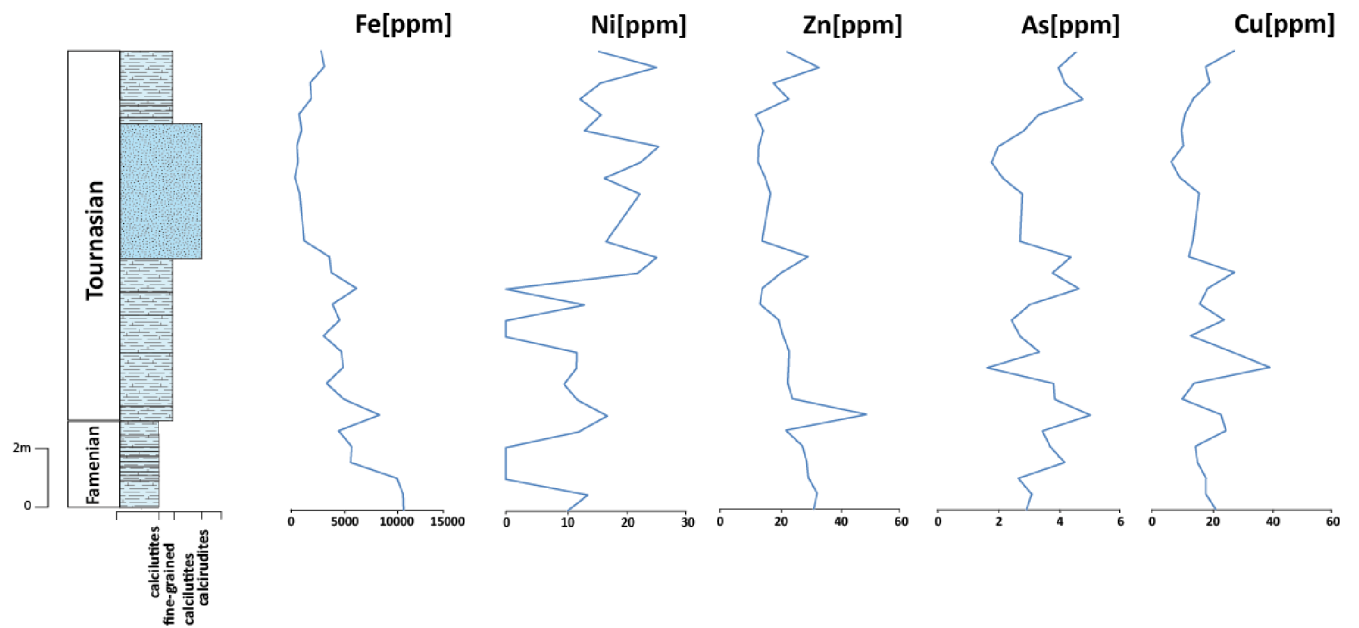 Fe[ppm] Ni[ppm] Zn[ppm] As[ppm] Cu[ppm]
Tournasian
Famenian
2m
0
0 5000 10000 15000
0 10 20 30
0 20 40 60
0 2 4 6
0 20 40 60
calcilutites
fine-grained
calcilutites
calcirudites